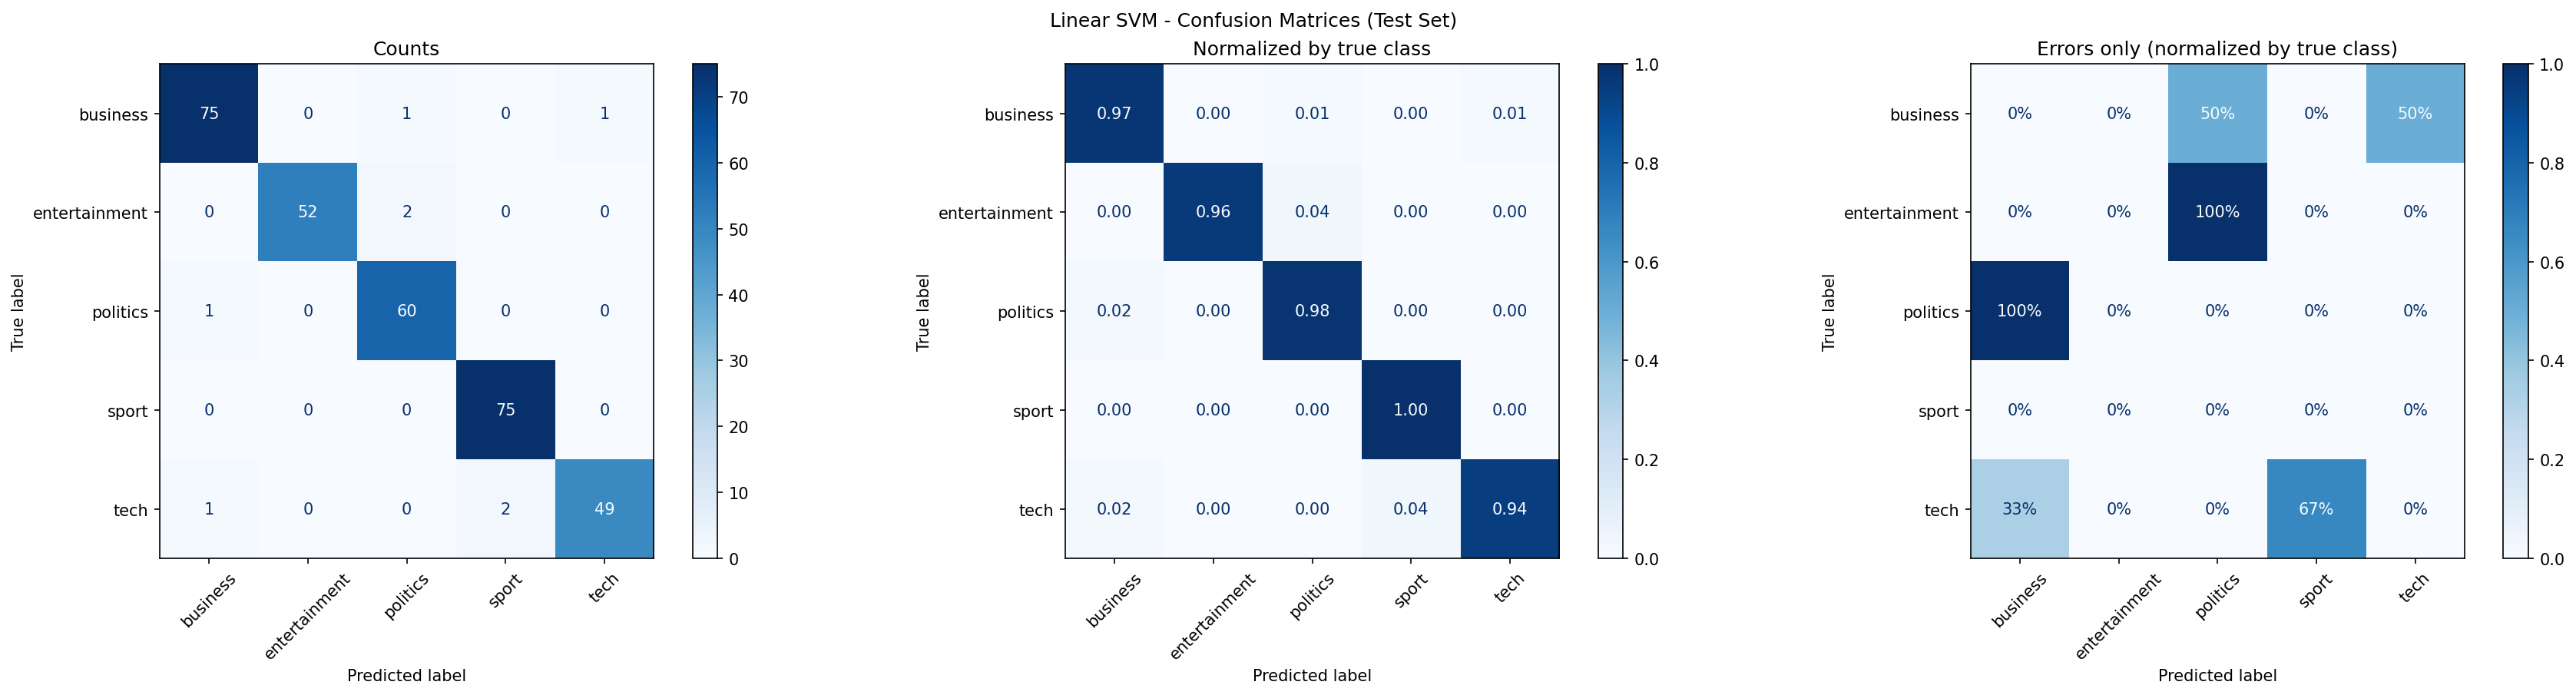 Linear SVM - Confusion Matrices (Test Set)
Counts
business 75 0 1 0 1
entertainment 0 52 2 0 0
politics 1 0 60 0 0
sport 0 0 0 75 0
tech 1 0 0 2 49
business entertainment politics sport tech
True label
Predicted label
70
60
50
40
30
20
10
0
Normalized by true class
business 0.97 0.00 0.01 0.00 0.01
entertainment 0.00 0.96 0.04 0.00 0.00
politics 0.02 0.00 0.98 0.00 0.00
sport 0.00 0.00 0.00 1.00 0.00
tech 0.02 0.00 0.00 0.04 0.94
business entertainment politics sport tech
True label
Predicted label
1.0
0.8
0.6
0.4
0.2
0.0
Errors only (normalized by true class)
business 0% 0% 50% 0% 50%
entertainment 0% 0% 100% 0% 0%
politics 100% 0% 0% 0% 0%
sport 0% 0% 0% 0% 0%
tech 33% 0% 0% 67% 0%
business entertainment politics sport tech
True label
Predicted label
1.0
0.8
0.6
0.4
0.2
0.0